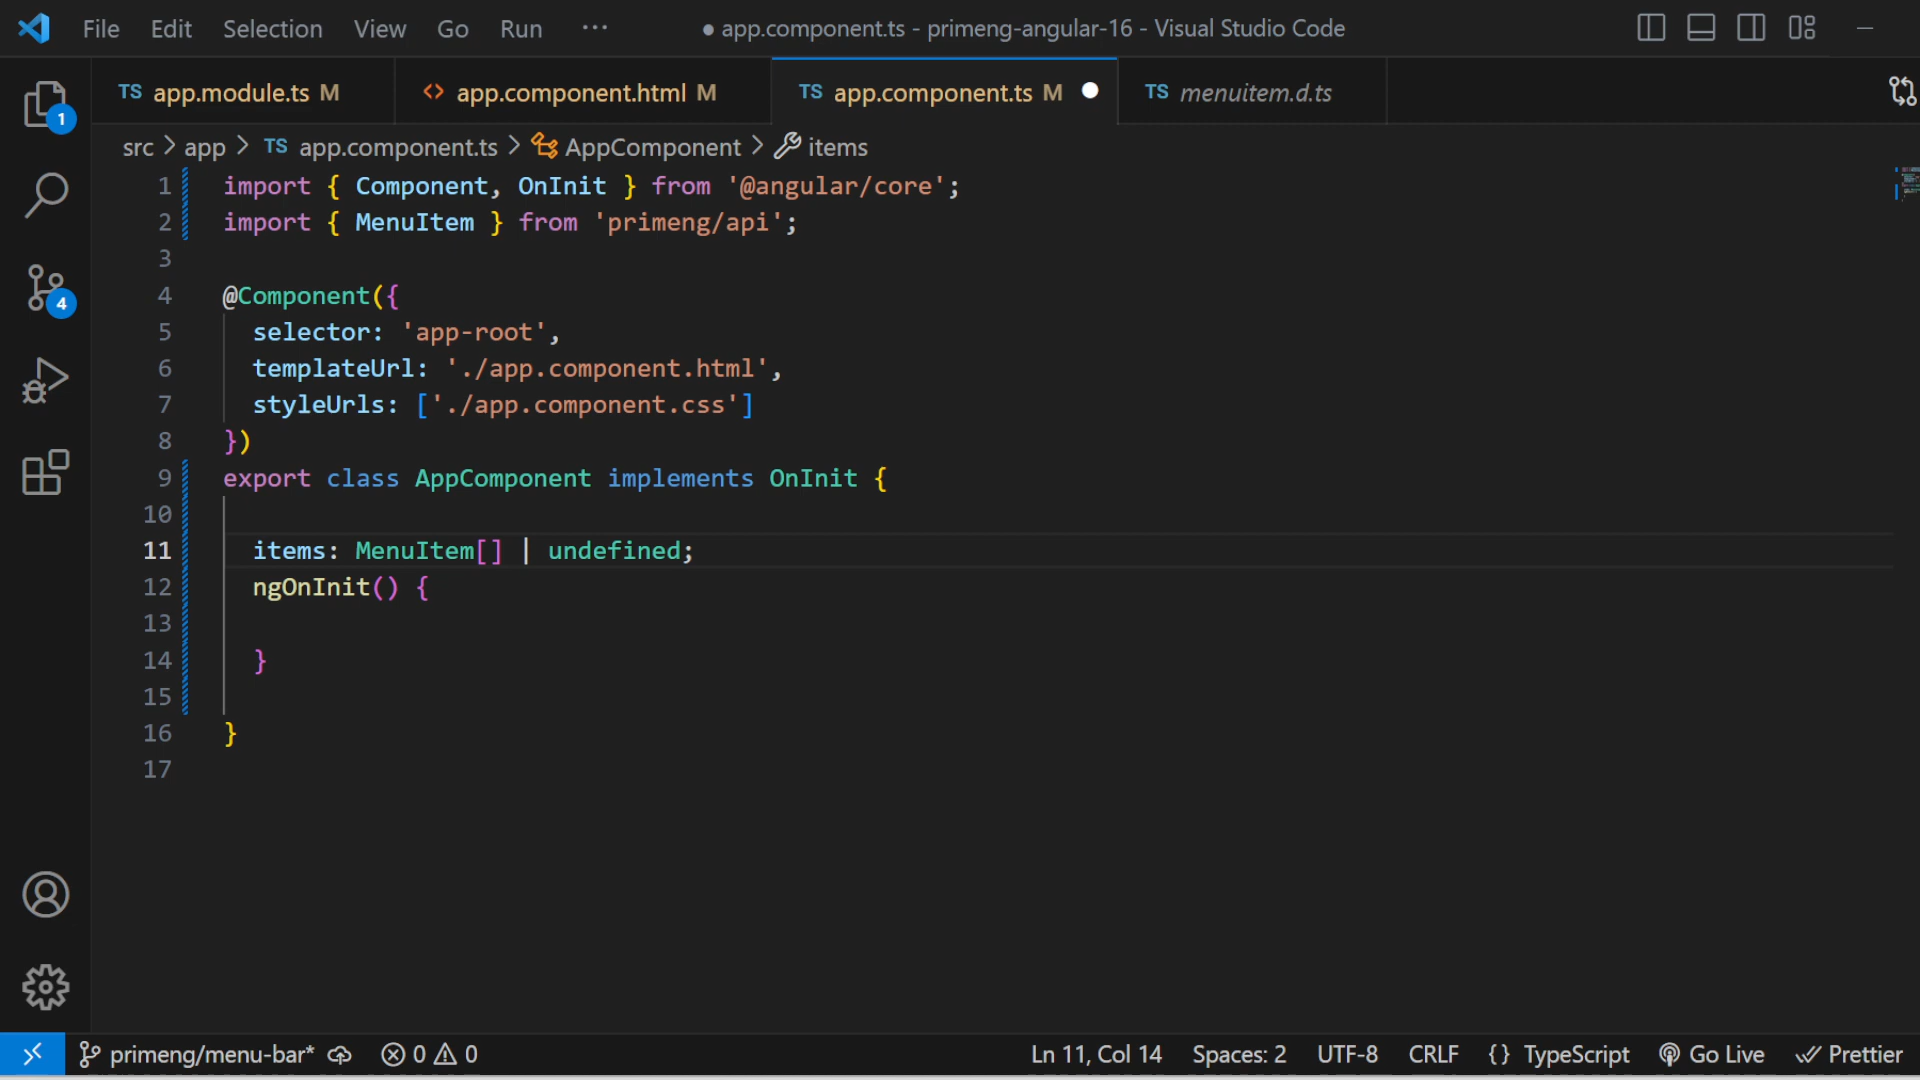 File Edit Selection View Go Run ··· ● app.component.ts - primeng-angular-16 - Visual Studio Code
1
TS app.module.ts M <> app.component.html M TS app.component.ts M ● TS menuitem.d.ts
src > app > TS app.component.ts > AppComponent > items
1 import { Component, OnInit } from '@angular/core';
2 import { MenuItem } from 'primeng/api';
3
4 @Component({
5 selector: 'app-root',
6 templateUrl: './app.component.html',
7 styleUrls: ['./app.component.css']
8 })
9 export class AppComponent implements OnInit {
10
11 items: MenuItem[] | undefined;
12 ngOnInit() {
13
14 }
15
16 }
17
4
primeng/menu-bar* 0 0 Ln 11, Col 14 Spaces: 2 UTF-8 CRLF {} TypeScript Go Live Prettier